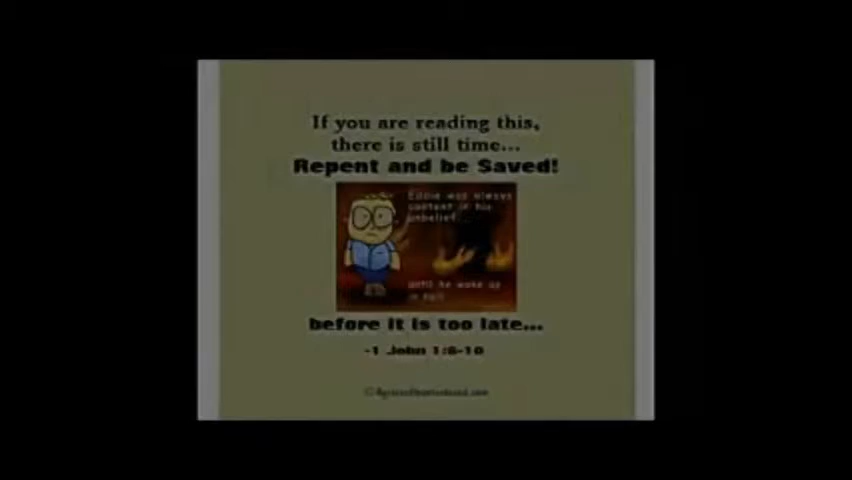 If you are reading this,
there is still time...
Repent and be Saved!
Eddie was always
content in his
unbelief...
until he woke up
in hell
before it is too late...
-1 John 1:8-10